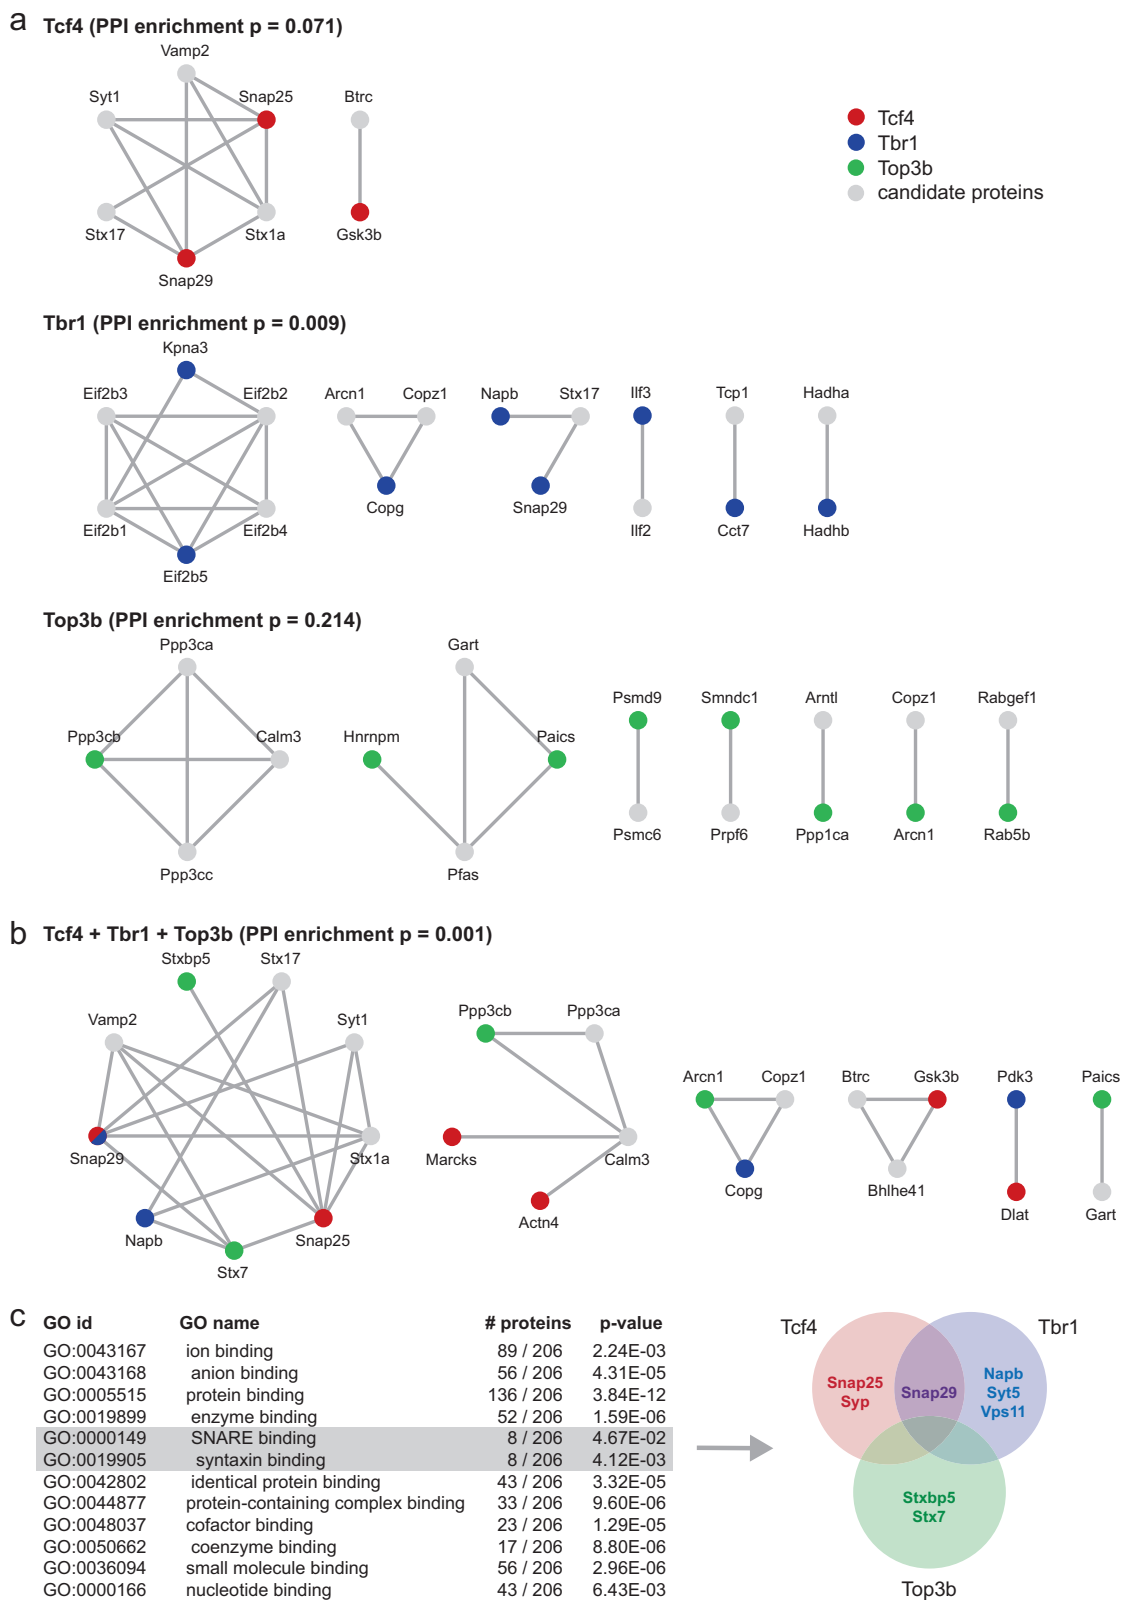 a
Tcf4 (PPI enrichment p = 0.071)
Vamp2
Syt1
Snap25
Btrc
Stx17
Stx1a
Gsk3b
Snap29
Tcf4
Tbr1
Top3b
candidate proteins
Tbr1 (PPI enrichment p = 0.009)
Kpna3
Eif2b3
Eif2b2
Arcn1
Copz1
Napb
Stx17
Ilf3
Tcp1
Hadha
Eif2b1
Eif2b4
Copg
Snap29
Ilf2
Cct7
Hadhb
Eif2b5
Top3b (PPI enrichment p = 0.214)
Ppp3ca
Gart
Psmd9
Smndc1
Arntl
Copz1
Rabgef1
Ppp3cb
Calm3
Hnrnpm
Paics
Psmc6
Prpf6
Ppp1ca
Arcn1
Rab5b
Ppp3cc
Pfas
b
Tcf4 + Tbr1 + Top3b (PPI enrichment p = 0.001)
Stxbp5
Stx17
Vamp2
Syt1
Ppp3cb
Ppp3ca
Arcn1
Copz1
Btrc
Gsk3b
Pdk3
Paics
Snap29
Stx1a
Marcks
Calm3
Copg
Bhlhe41
Dlat
Gart
Napb
Snap25
Actn4
Stx7
c
GO id GO name # proteins p-value
GO:0043167 ion binding 89 / 206 2.24E-03
GO:0043168 anion binding 56 / 206 4.31E-05
GO:0005515 protein binding 136 / 206 3.84E-12
GO:0019899 enzyme binding 52 / 206 1.59E-06
GO:0000149 SNARE binding 8 / 206 4.67E-02
GO:0019905 syntaxin binding 8 / 206 4.12E-03
GO:0042802 identical protein binding 43 / 206 3.32E-05
GO:0044877 protein-containing complex binding 33 / 206 9.60E-06
GO:0048037 cofactor binding 23 / 206 1.29E-05
GO:0050662 coenzyme binding 17 / 206 8.80E-06
GO:0036094 small molecule binding 56 / 206 2.96E-06
GO:0000166 nucleotide binding 43 / 206 6.43E-03
Tcf4
Tbr1
Snap25
Syp
Snap29
Napb
Syt5
Vps11
Stxbp5
Stx7
Top3b